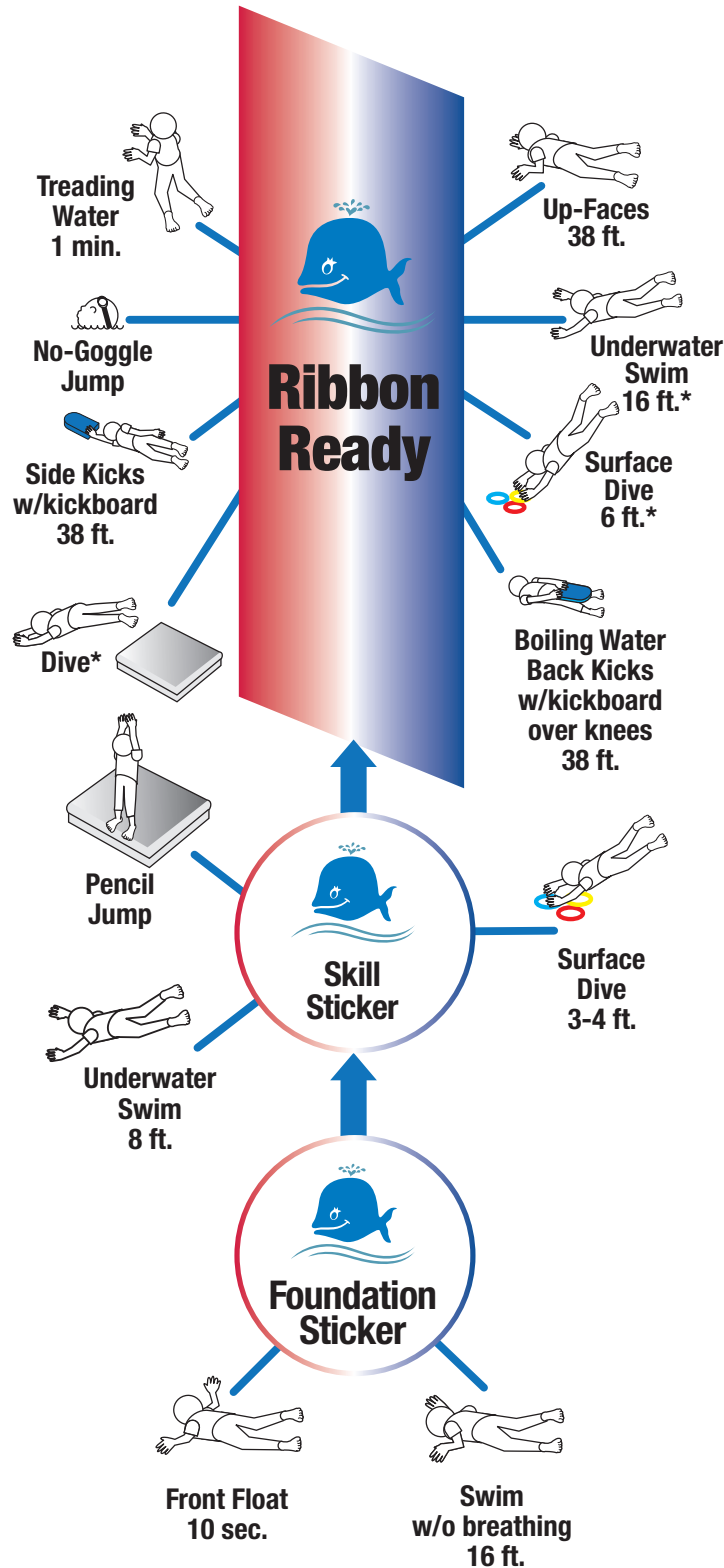 Treading
Water
1 min.
Up-Faces
38 ft.
No-Goggle
Jump
Underwater
Swim
16 ft.*
Ribbon
Ready
Side Kicks
w/kickboard
38 ft.
Surface
Dive
6 ft.*
Dive*
Boiling Water
Back Kicks
w/kickboard
over knees
38 ft.
Pencil
Jump
Skill
Sticker
Surface
Dive
3-4 ft.
Underwater
Swim
8 ft.
Foundation
Sticker
Front Float
10 sec.
Swim
w/o breathing
16 ft.